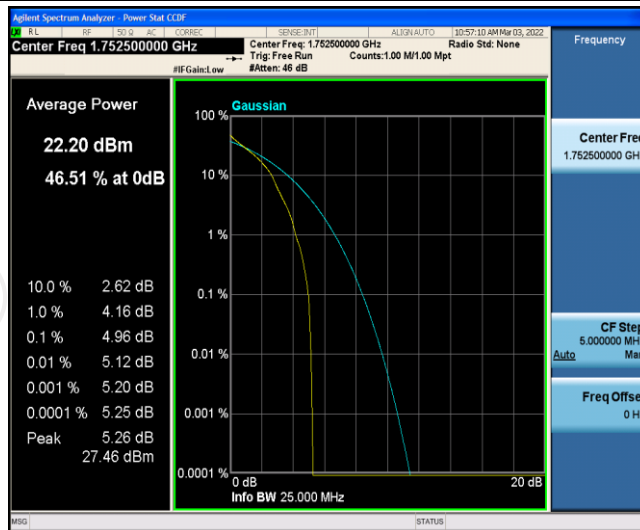 Agilent Spectrum Analyzer - Power Stat CCDF
RL RF 50 Ω AC CORREC SENSE:INT ALIGN AUTO 10:57:10 AM Mar 03, 2022
Center Freq 1.752500000 GHz
Center Freq: 1.752500000 GHz Radio Std: None
Trig: Free Run Counts:1.00 M/1.00 Mpt
#IFGain:Low #Atten: 46 dB
Frequency
Average Power
22.20 dBm
46.51 % at 0dB
10.0 % 2.62 dB
1.0 % 4.16 dB
0.1 % 4.96 dB
0.01 % 5.12 dB
0.001 % 5.20 dB
0.0001 % 5.25 dB
Peak 5.26 dB
27.46 dBm
Gaussian
100 %
10 %
1 %
0.1 %
0.01 %
0.001 %
0.0001 %
0 dB 20 dB
Info BW 25.000 MHz
Center Fre
1.752500000 GH
CF Step
5.000000 MH
Auto Ma
Freq Offse
0 H
MSG STATUS